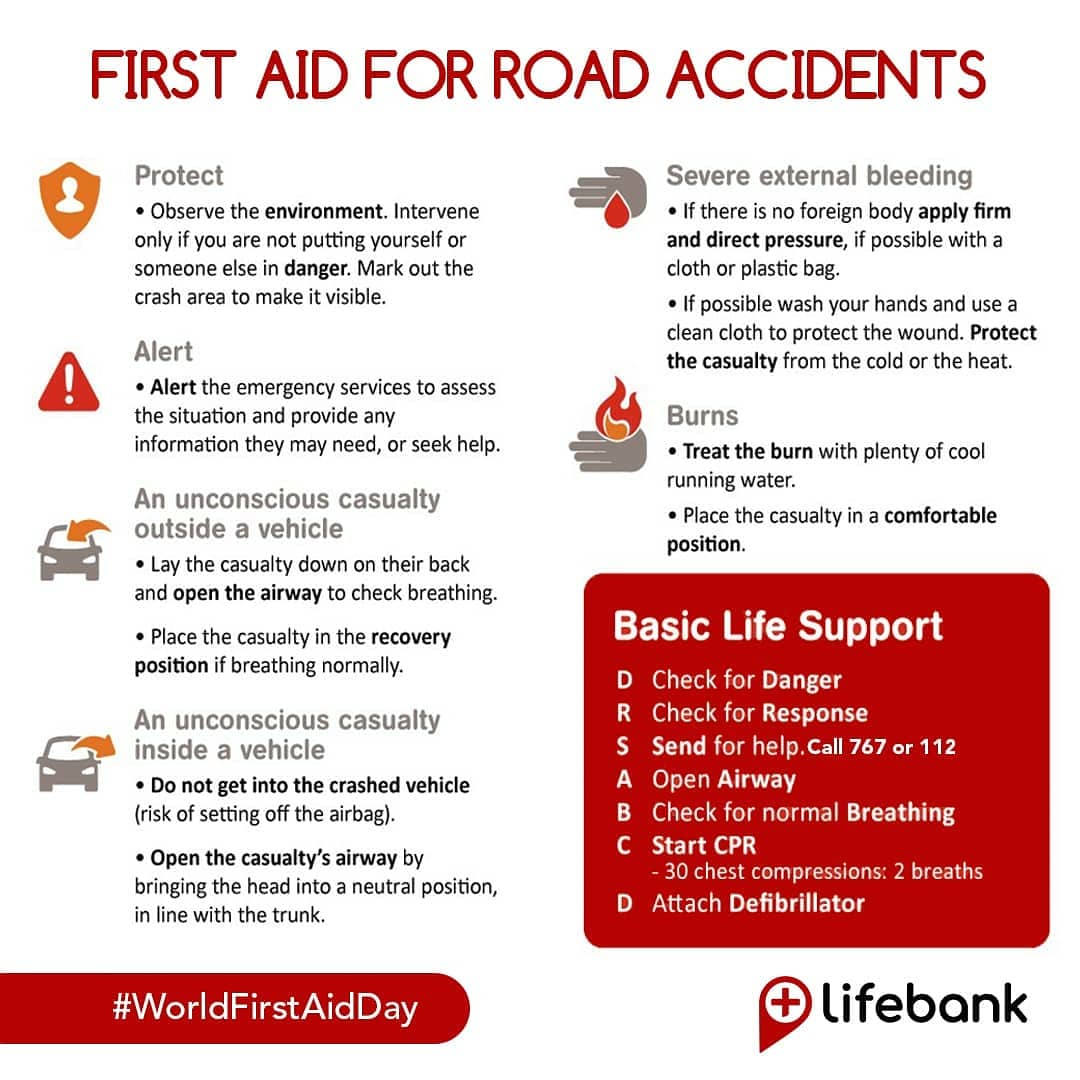 FIRST AID FOR ROAD ACCIDENTS
Protect
• Observe the environment. Intervene
only if you are not putting yourself or
someone else in danger. Mark out the
crash area to make it visible.
Alert
• Alert the emergency services to assess
the situation and provide any
information they may need, or seek help.
An unconscious casualty
outside a vehicle
• Lay the casualty down on their back
and open the airway to check breathing.
• Place the casualty in the recovery
position if breathing normally.
An unconscious casualty
inside a vehicle
• Do not get into the crashed vehicle
(risk of setting off the airbag).
• Open the casualty's airway by
bringing the head into a neutral position,
in line with the trunk.
Severe external bleeding
• If there is no foreign body apply firm
and direct pressure, if possible with a
cloth or plastic bag.
• If possible wash your hands and use a
clean cloth to protect the wound. Protect
the casualty from the cold or the heat.
Burns
• Treat the burn with plenty of cool
running water.
• Place the casualty in a comfortable
position.
Basic Life Support
D Check for Danger
R Check for Response
S Send for help.Call 767 or 112
A Open Airway
B Check for normal Breathing
C Start CPR
- 30 chest compressions: 2 breaths
D Attach Defibrillator
#WorldFirstAidDay
lifebank